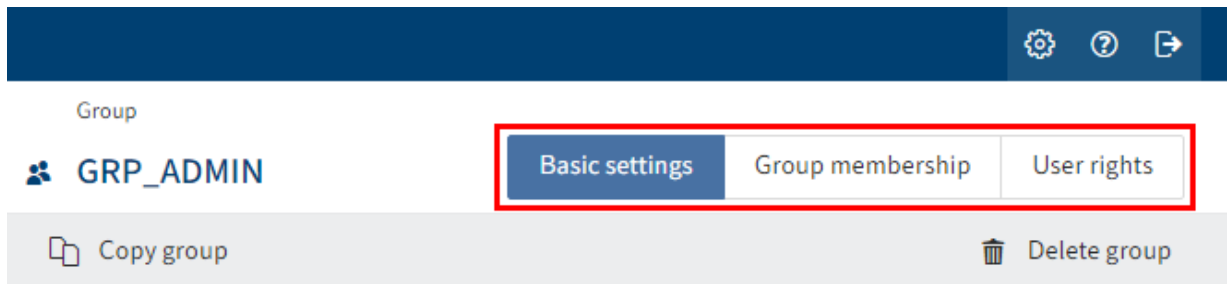 Group
GRP_ADMIN
Basic settings
Group membership
User rights
Copy group
Delete group